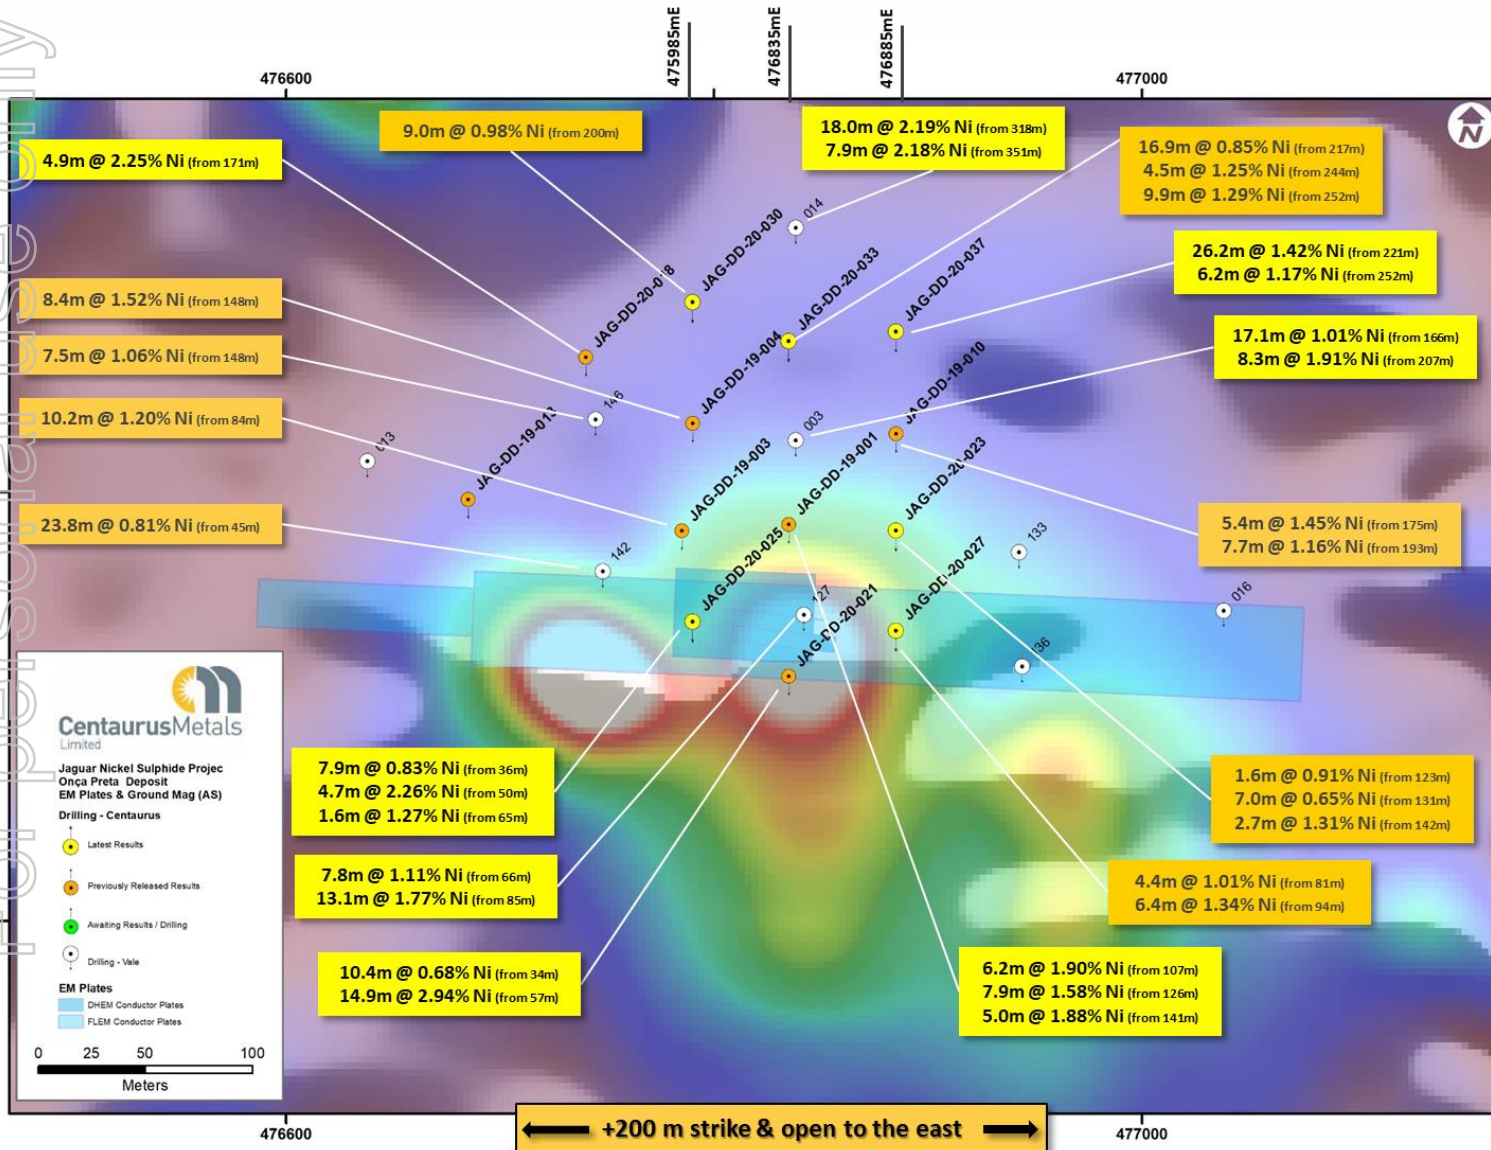 For personal use only
475985mE
476835mE
476885mE
476600
477000
N
9.0m @ 0.98% Ni (from 200m)
18.0m @ 2.19% Ni (from 318m)
7.9m @ 2.18% Ni (from 351m)
16.9m @ 0.85% Ni (from 217m)
4.5m @ 1.25% Ni (from 244m)
9.9m @ 1.29% Ni (from 252m)
4.9m @ 2.25% Ni (from 171m)
26.2m @ 1.42% Ni (from 221m)
6.2m @ 1.17% Ni (from 252m)
8.4m @ 1.52% Ni (from 148m)
7.5m @ 1.06% Ni (from 148m)
17.1m @ 1.01% Ni (from 166m)
8.3m @ 1.91% Ni (from 207m)
10.2m @ 1.20% Ni (from 84m)
23.8m @ 0.81% Ni (from 45m)
5.4m @ 1.45% Ni (from 175m)
7.7m @ 1.16% Ni (from 193m)
014
JAG-DD-20-030
JAG-DD-20-018
JAG-DD-20-033
JAG-DD-20-037
JAG-DD-19-004
JAG-DD-19-010
146
003
013
JAG-DD-19-013
JAG-DD-19-003
JAG-DD-19-001
JAG-DD-20-023
133
142
JAG-DD-20-025
127
JAG-DD-20-021
JAG-DD-20-027
016
136
CentaurusMetals
Limited
Jaguar Nickel Sulphide Projec
Onça Preta Deposit
EM Plates & Ground Mag (AS)
Drilling - Centaurus
Latest Results
Previously Released Results
Awaiting Results / Drilling
Drilling - Vale
EM Plates
DHEM Conductor Plates
FLEM Conductor Plates
0 25 50 100
Meters
7.9m @ 0.83% Ni (from 36m)
4.7m @ 2.26% Ni (from 50m)
1.6m @ 1.27% Ni (from 65m)
7.8m @ 1.11% Ni (from 66m)
13.1m @ 1.77% Ni (from 85m)
10.4m @ 0.68% Ni (from 34m)
14.9m @ 2.94% Ni (from 57m)
1.6m @ 0.91% Ni (from 123m)
7.0m @ 0.65% Ni (from 131m)
2.7m @ 1.31% Ni (from 142m)
4.4m @ 1.01% Ni (from 81m)
6.4m @ 1.34% Ni (from 94m)
6.2m @ 1.90% Ni (from 107m)
7.9m @ 1.58% Ni (from 126m)
5.0m @ 1.88% Ni (from 141m)
+200 m strike & open to the east
476600
477000